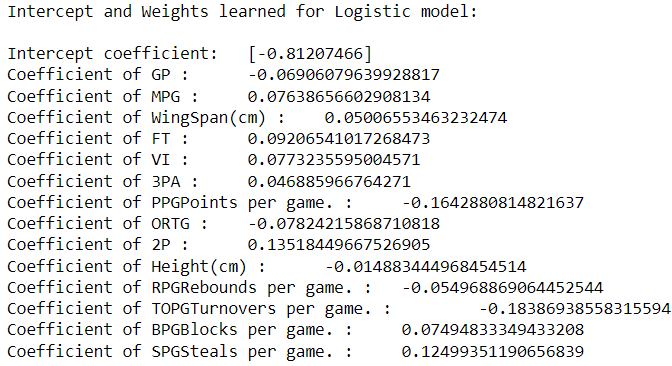 Intercept and Weights learned for Logistic model:
Intercept coefficient: [-0.81207466]
Coefficient of GP : -0.06906079639928817
Coefficient of MPG : 0.07638656602908134
Coefficient of WingSpan(cm) : 0.05006553463232474
Coefficient of FT : 0.09206541017268473
Coefficient of VI : 0.0773235595004571
Coefficient of 3PA : 0.046885966764271
Coefficient of PPGPoints per game. : -0.1642880814821637
Coefficient of ORTG : -0.07824215868710818
Coefficient of 2P : 0.13518449667526905
Coefficient of Height(cm) : -0.014883444968454514
Coefficient of RPGRebounds per game. : -0.054968869064452544
Coefficient of TOPGTurnovers per game. : -0.18386938558315594
Coefficient of BPGBlocks per game. : 0.07494833349433208
Coefficient of SPGSteals per game. : 0.12499351190656839